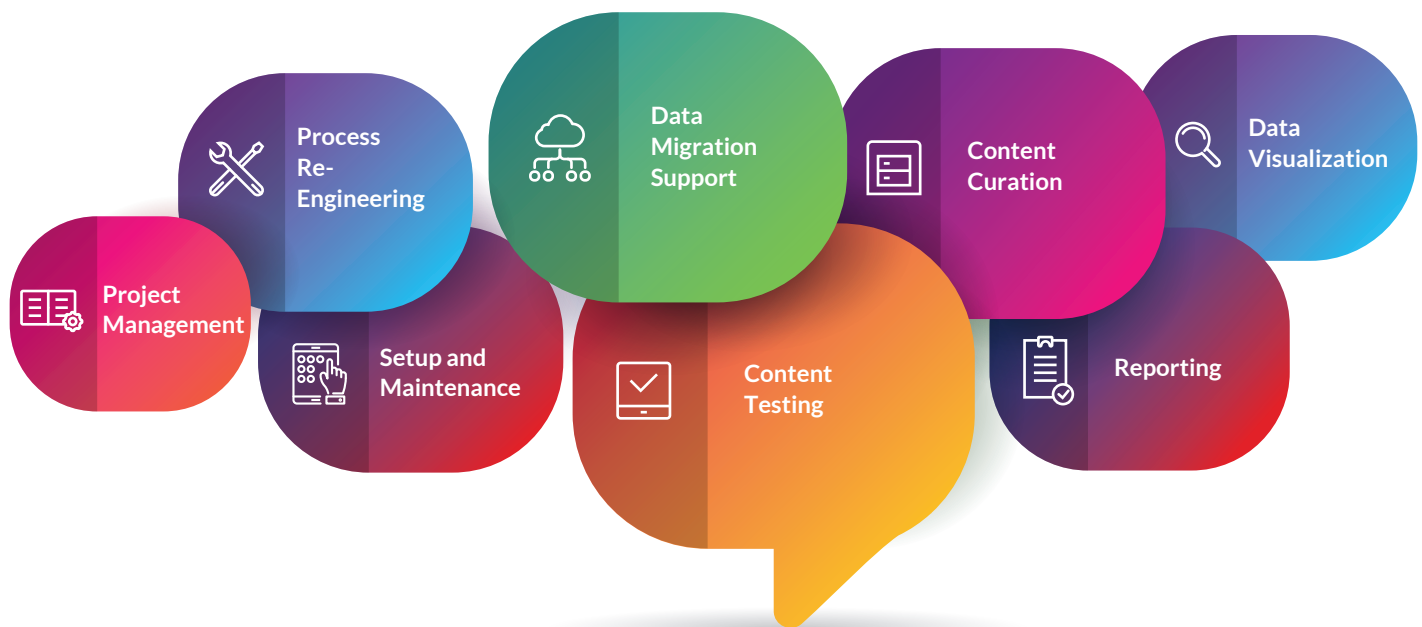 Process
Re-
Engineering
Data
Migration
Support
Content
Curation
Data
Visualization
Project
Management
Setup and
Maintenance
Content
Testing
Reporting